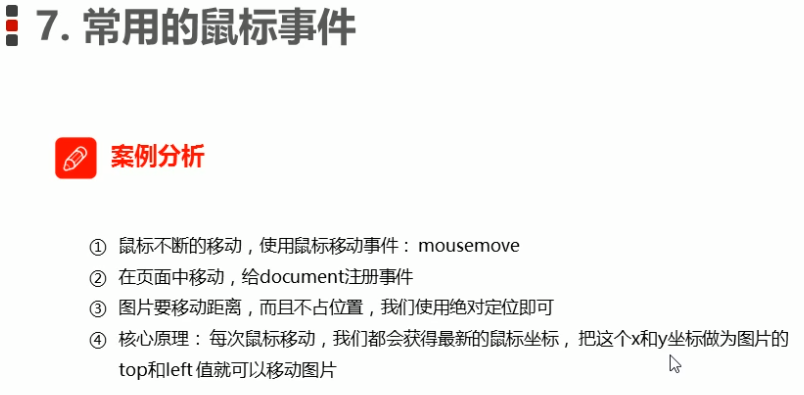 7. 常用的鼠标事件
案例分析
① 鼠标不断的移动，使用鼠标移动事件：mousemove
② 在页面中移动，给document注册事件
③ 图片要移动距离，而且不占位置，我们使用绝对定位即可
④ 核心原理：每次鼠标移动，我们都会获得最新的鼠标坐标，把这个x和y坐标做为图片的
top和left 值就可以移动图片